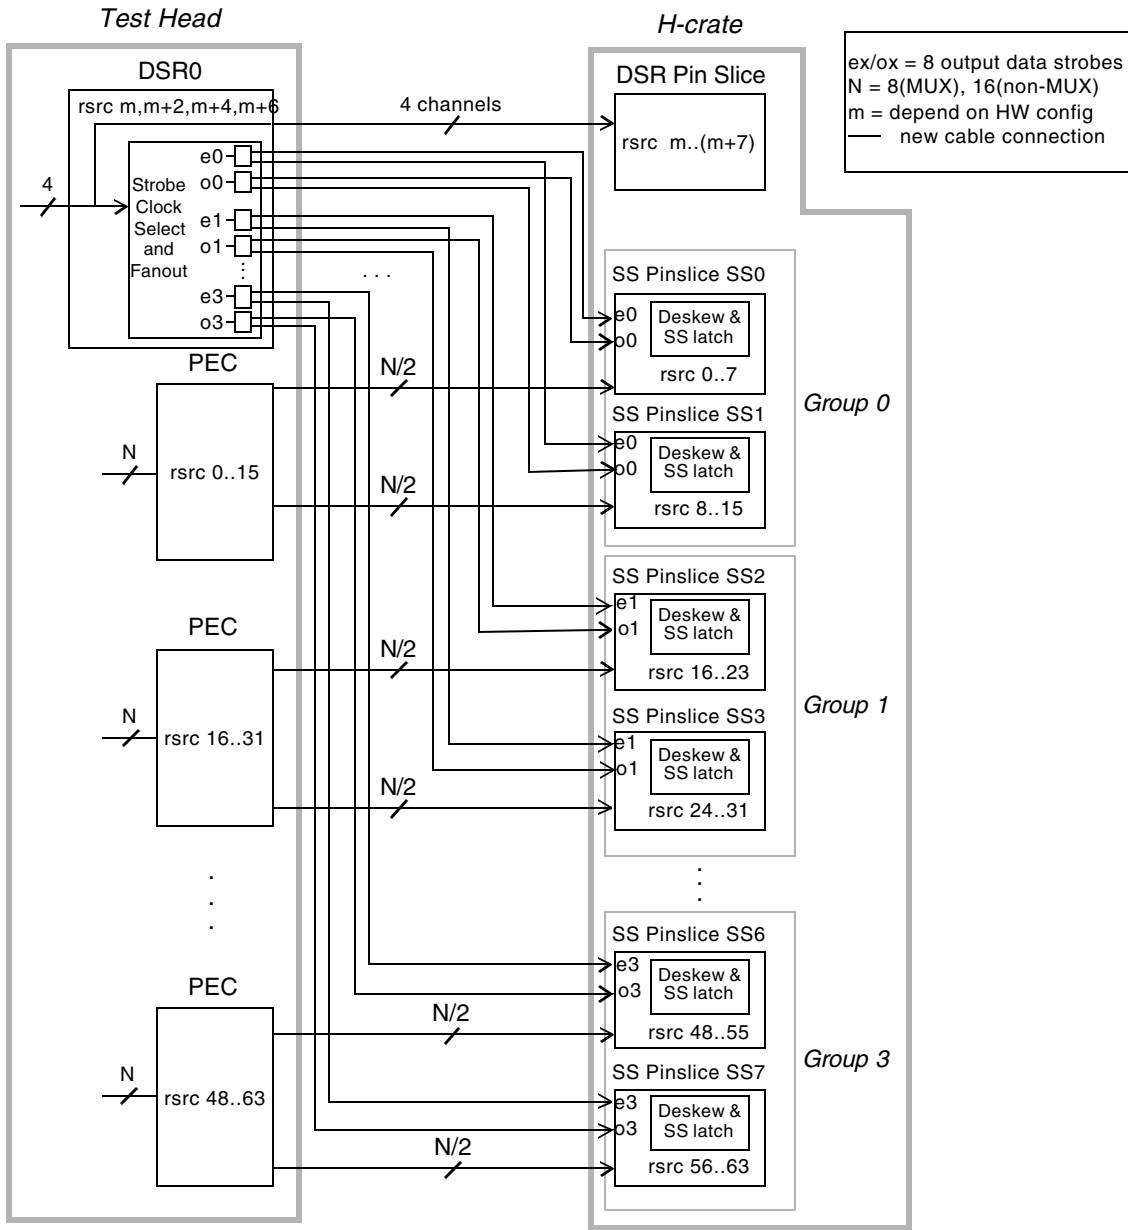 Test Head
H-crate
ex/ox = 8 output data strobes
N = 8(MUX), 16(non-MUX)
m = depend on HW config
new cable connection
DSR0
rsrc m,m+2,m+4,m+6
4 channels
DSR Pin Slice
rsrc m..(m+7)
4
Strobe
Clock
Select
and
Fanout
e0
o0
e1
o1
e3
o3
. . .
SS Pinslice SS0
e0
o0
Deskew &
SS latch
rsrc 0..7
Group 0
SS Pinslice SS1
e0
o0
Deskew &
SS latch
rsrc 8..15
PEC
N
rsrc 0..15
N/2
N/2
SS Pinslice SS2
e1
o1
Deskew &
SS latch
rsrc 16..23
Group 1
SS Pinslice SS3
e1
o1
Deskew &
SS latch
rsrc 24..31
PEC
N
rsrc 16..31
N/2
N/2
SS Pinslice SS6
e3
o3
Deskew &
SS latch
rsrc 48..55
Group 3
SS Pinslice SS7
e3
o3
Deskew &
SS latch
rsrc 56..63
PEC
N
rsrc 48..63
N/2
N/2